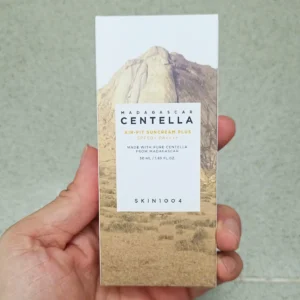 MADAGASCAR
CENTELLA
AIR-FIT SUNCREAM PLUS
MADE WITH PURE CENTELLA
FROM MADAGASCAR
SKIN1004